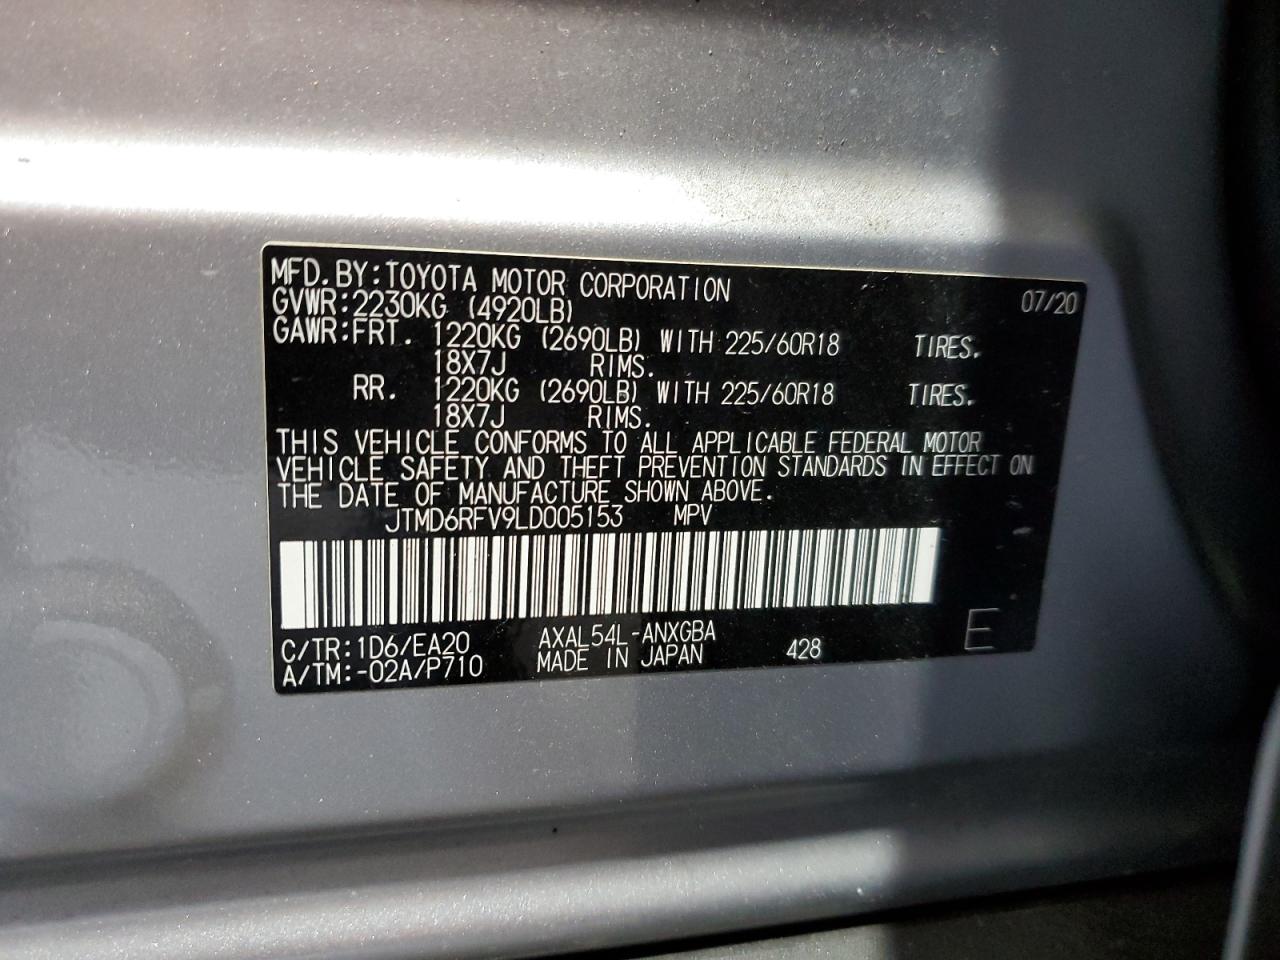 MFD. BY: TOYOTA MOTOR CORPORATION 07/20
GVWR: 2230KG (4920LB)
GAWR: FRT. 1220KG (2690LB) WITH 225/60R18 TIRES.
18X7J RIMS.
RR. 1220KG (2690LB) WITH 225/60R18 TIRES.
18X7J RIMS.
THIS VEHICLE CONFORMS TO ALL APPLICABLE FEDERAL MOTOR
VEHICLE SAFETY AND THEFT PREVENTION STANDARDS IN EFFECT ON
THE DATE OF MANUFACTURE SHOWN ABOVE.
JTMD6RFV9LD005153 MPV
C/TR: 1D6/EA20 AXAL54L-ANXGBA E
A/TM: -02A/P710 MADE IN JAPAN 428